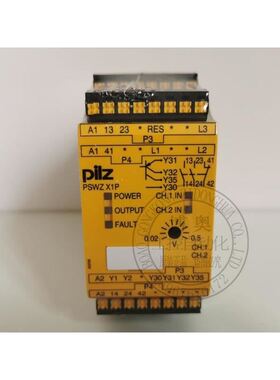 A1 13 23 * RES * * L3
P3
A1 41 * * L1 * * L2
P4
Y31
Y32
Y35
Y30
13 23 41
14 24 42
pilz
PSWZ X1P
POWER CH.1 IN
OUTPUT CH.2 IN
FAULT
0.02 0.5
V
CH.1
CH.2
P3
A2 Y1 Y2 * Y30 Y31 Y32 Y35
P4
A2 14 24 42 * * * *